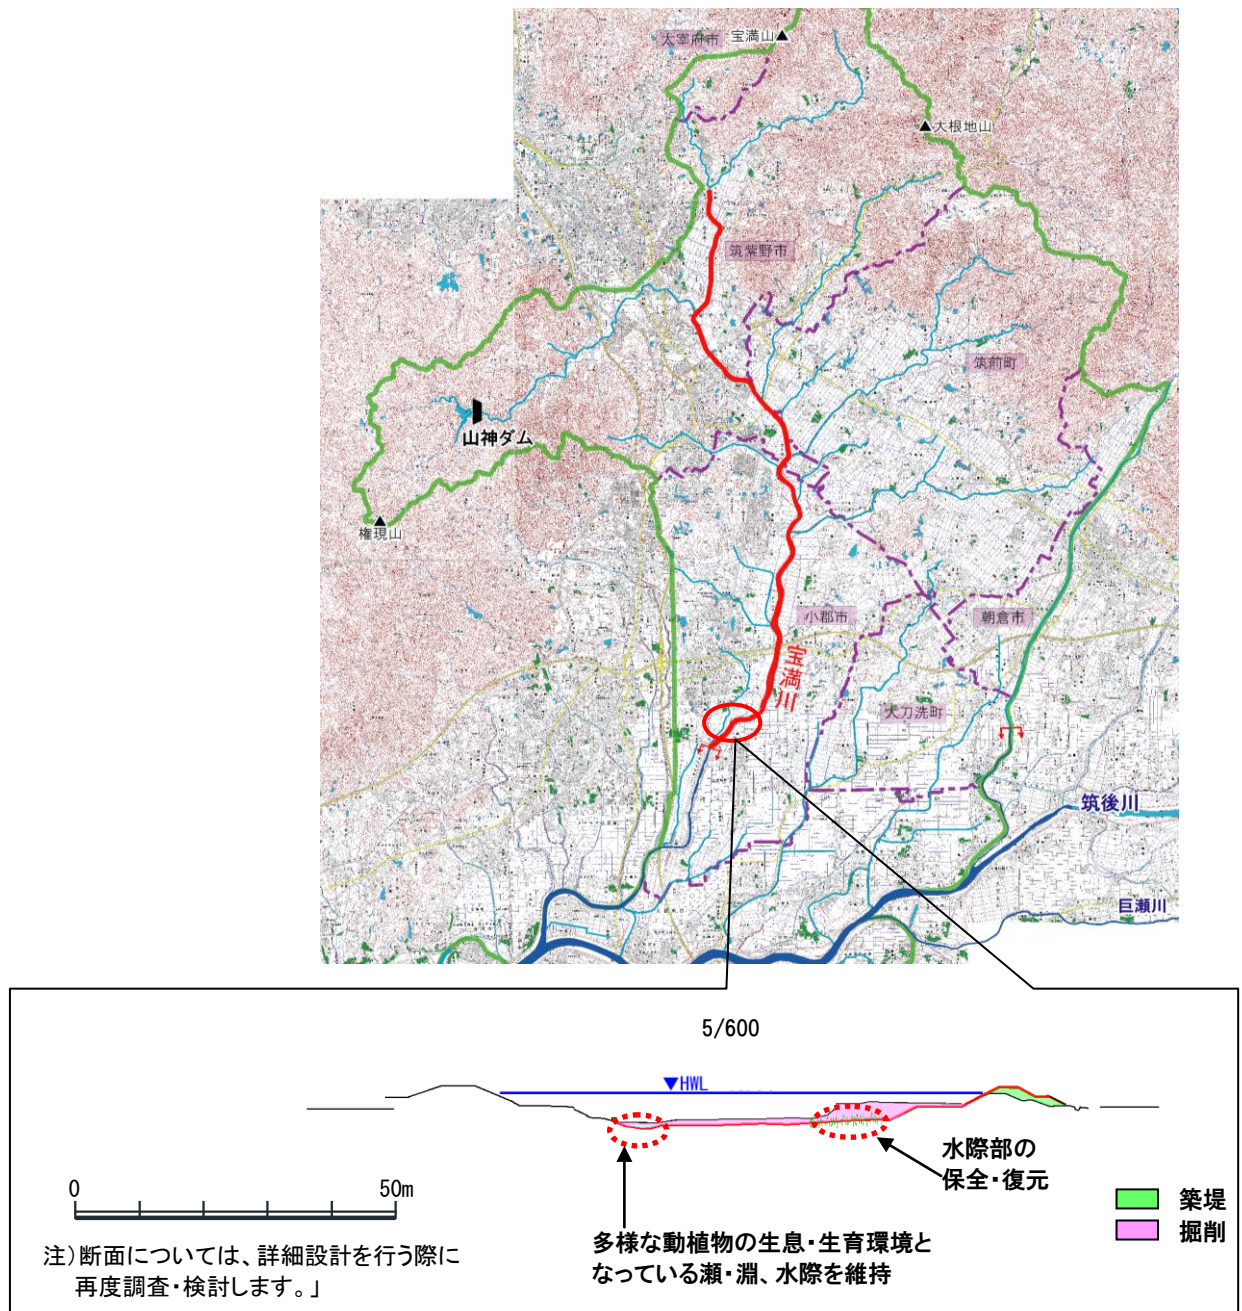 太宰府市
宝満山
大根地山
筑紫野市
筑前町
山神ダム
権現山
小郡市
朝倉市
宝満川
大刀洗町
筑後川
巨瀬川
5/600
▼HWL
水際部の
保全・復元
0 50m
築堤
掘削
多様な動植物の生息・生育環境と
なっている瀬・淵、水際を維持
注)断面については、詳細設計を行う際に
再度調査・検討します。」